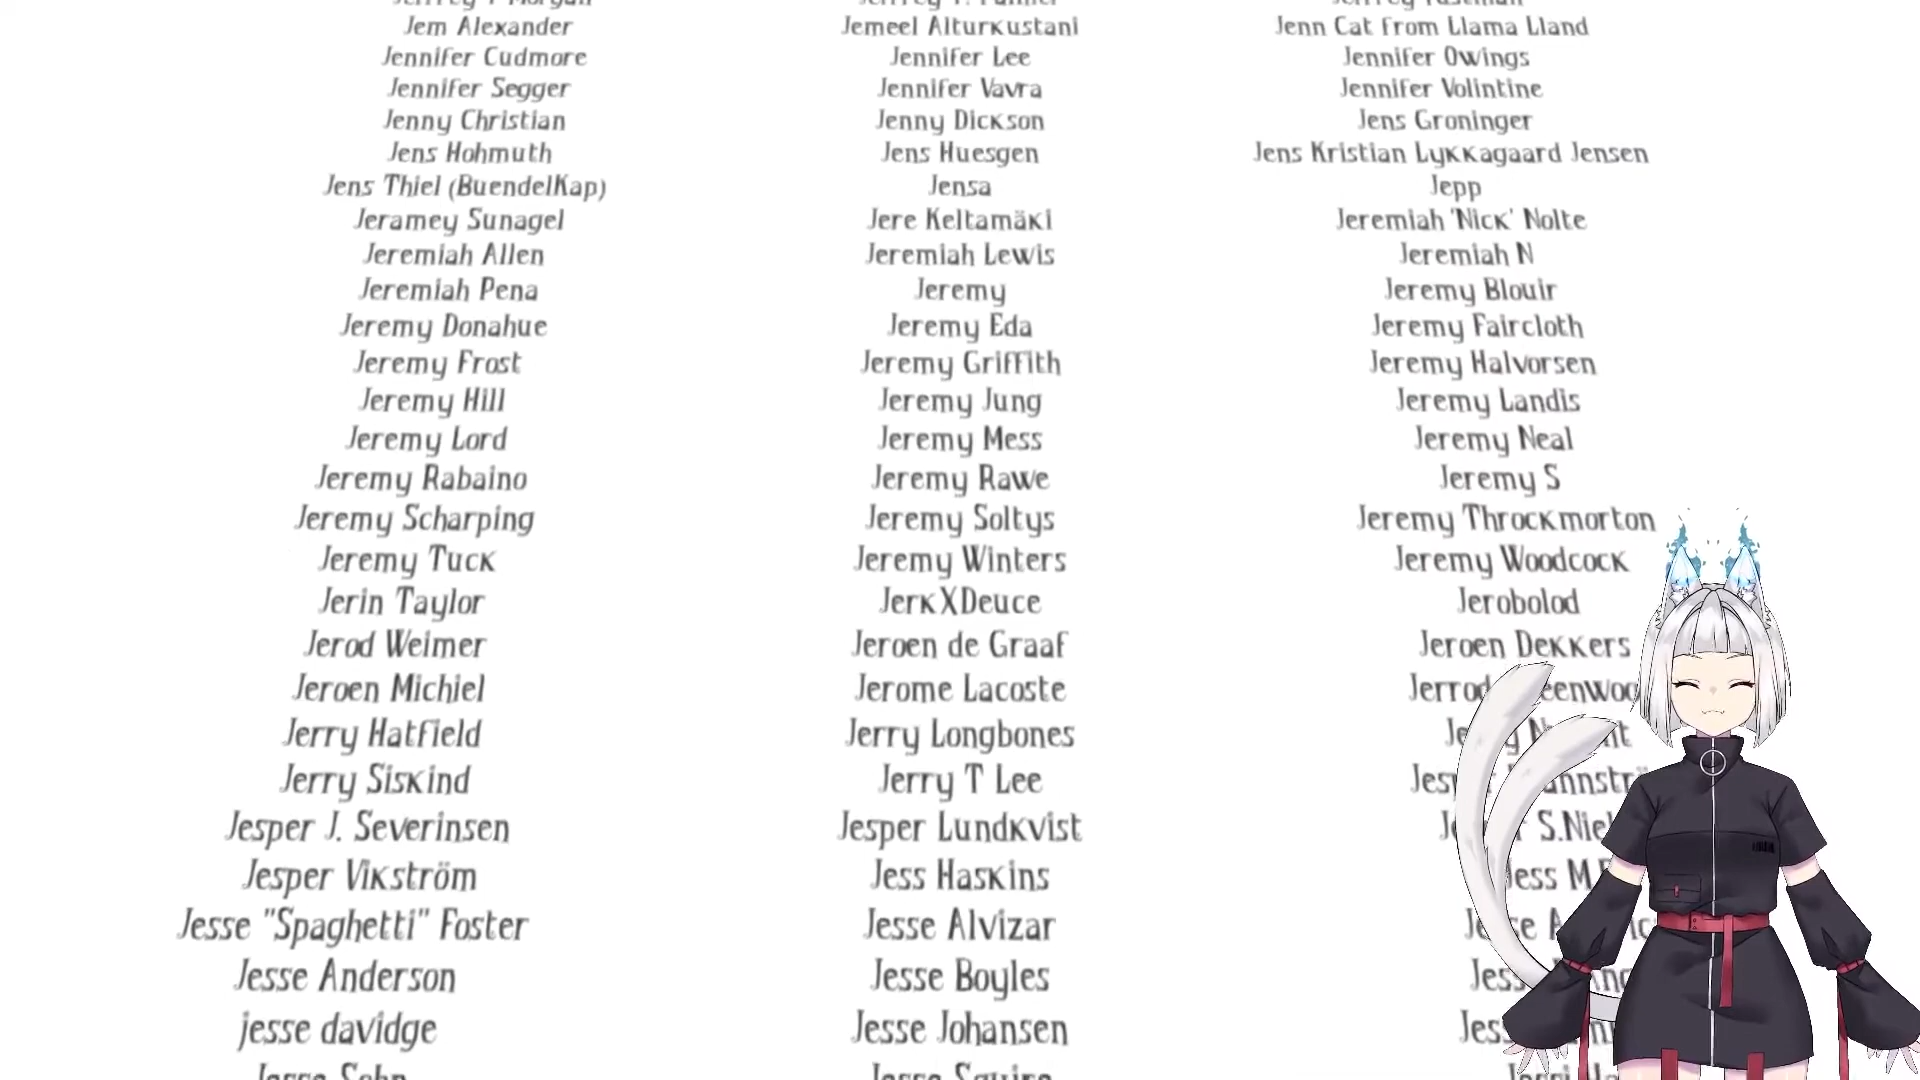 Jem Alexander Jemeel Alturkustani Jenn Cat from Llama Lland
Jennifer Cudmore Jennifer Lee Jennifer Owings
Jennifer Segger Jennifer Vavra Jennifer Volintine
Jenny Christian Jenny Dickson Jens Groninger
Jens Hohmuth Jens Huesgen Jens Kristian Lykkagaard Jensen
Jens Thiel (BuendelKap) Jensa Jepp
Jeramey Sunagel Jere Keltamäki Jeremiah 'Nick' Nolte
Jeremiah Allen Jeremiah Lewis Jeremiah N
Jeremiah Pena Jeremy Jeremy Blouir
Jeremy Donahue Jeremy Eda Jeremy Faircloth
Jeremy Frost Jeremy Griffith Jeremy Halvorsen
Jeremy Hill Jeremy Jung Jeremy Landis
Jeremy Lord Jeremy Mess Jeremy Neal
Jeremy Rabaino Jeremy Rawe Jeremy S
Jeremy Scharping Jeremy Soltys Jeremy Throckmorton
Jeremy Tuck Jeremy Winters Jeremy Woodcock
Jerin Taylor JerkXDeuce Jerobolod
Jerod Weimer Jeroen de Graaf Jeroen Dekkers
Jeroen Michiel Jerome Lacoste
Jerry Hatfield Jerry Longbones
Jerry Siskind Jerry T Lee
Jesper J. Severinsen Jesper Lundkvist
Jesper Vikström Jess Haskins
Jesse "Spaghetti" Foster Jesse Alvizar
Jesse Anderson Jesse Boyles
jesse davidge Jesse Johansen